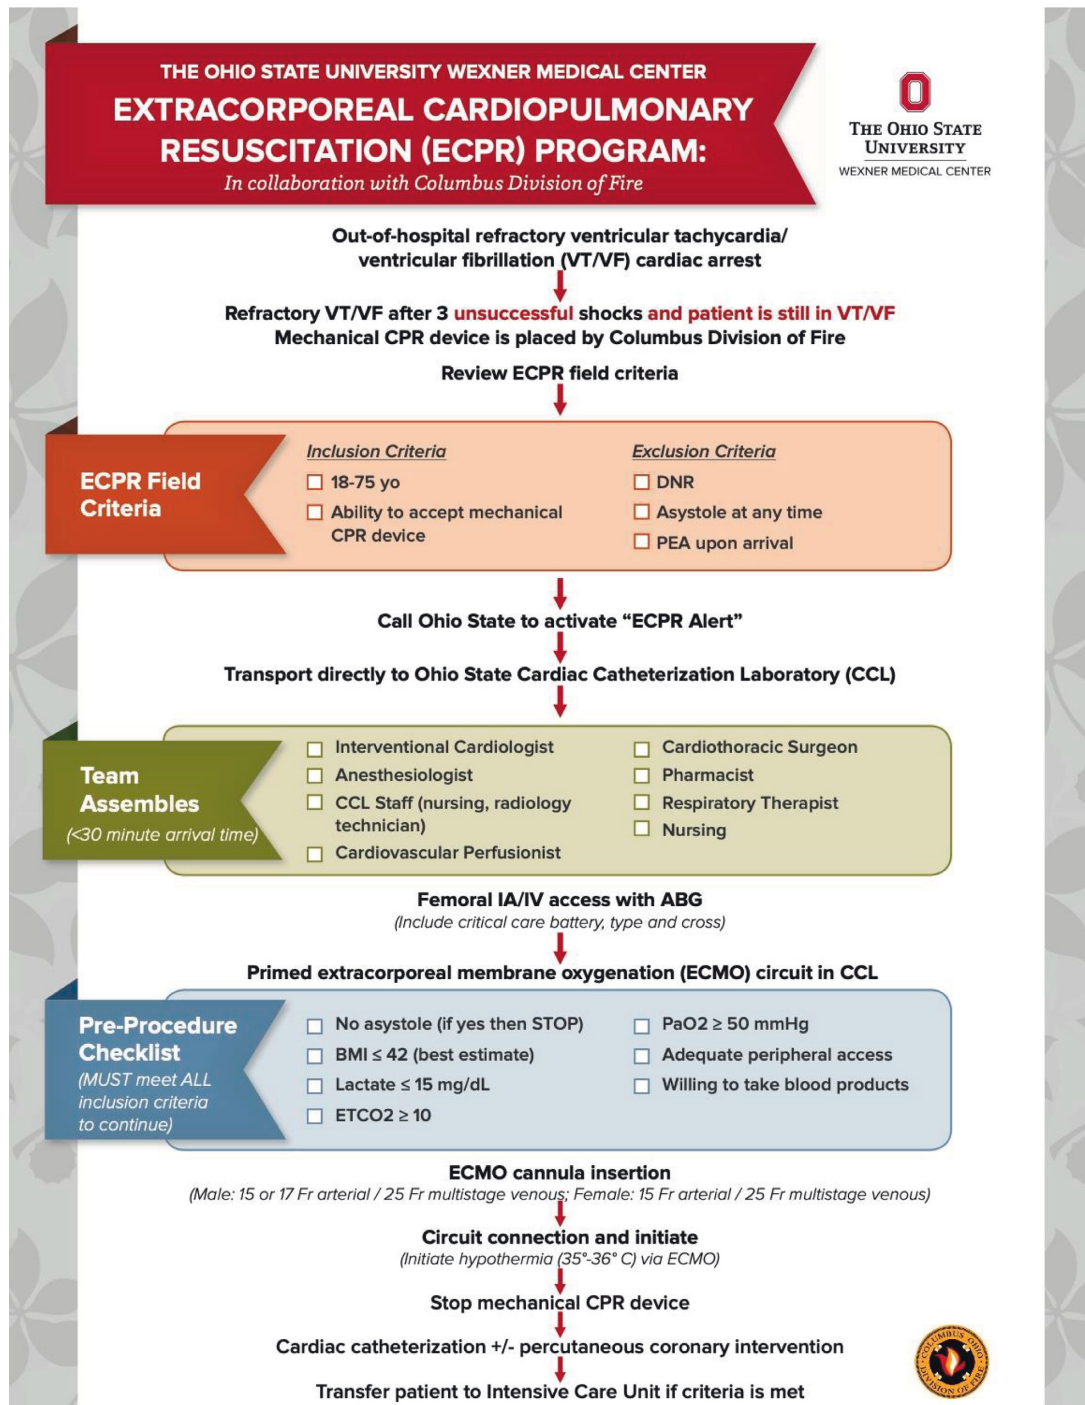 THE OHIO STATE UNIVERSITY WEXNER MEDICAL CENTER
EXTRACORPOREAL CARDIOPULMONARY
RESUSCITATION (ECPR) PROGRAM:
In collaboration with Columbus Division of Fire
THE OHIO STATE
UNIVERSITY
WEXNER MEDICAL CENTER
Out-of-hospital refractory ventricular tachycardia/
ventricular fibrillation (VT/VF) cardiac arrest
Refractory VT/VF after 3 unsuccessful shocks and patient is still in VT/VF
Mechanical CPR device is placed by Columbus Division of Fire
Review ECPR field criteria
ECPR Field
Criteria
Inclusion Criteria
18-75 yo
Ability to accept mechanical
CPR device
Exclusion Criteria
DNR
Asystole at any time
PEA upon arrival
Call Ohio State to activate “ECPR Alert”
Transport directly to Ohio State Cardiac Catheterization Laboratory (CCL)
Team
Assembles
(<30 minute arrival time)
Interventional Cardiologist
Anesthesiologist
CCL Staff (nursing, radiology
technician)
Cardiovascular Perfusionist
Cardiothoracic Surgeon
Pharmacist
Respiratory Therapist
Nursing
Femoral IA/IV access with ABG
(Include critical care battery, type and cross)
Primed extracorporeal membrane oxygenation (ECMO) circuit in CCL
Pre-Procedure
Checklist
(MUST meet ALL
inclusion criteria
to continue)
No asystole (if yes then STOP)
BMI ≤ 42 (best estimate)
Lactate ≤ 15 mg/dL
ETCO2 ≥ 10
PaO2 ≥ 50 mmHg
Adequate peripheral access
Willing to take blood products
ECMO cannula insertion
(Male: 15 or 17 Fr arterial / 25 Fr multistage venous; Female: 15 Fr arterial / 25 Fr multistage venous)
Circuit connection and initiate
(Initiate hypothermia (35°-36° C) via ECMO)
Stop mechanical CPR device
Cardiac catheterization +/- percutaneous coronary intervention
Transfer patient to Intensive Care Unit if criteria is met
COLUMBUS OHIO
DIVISION OF FIRE